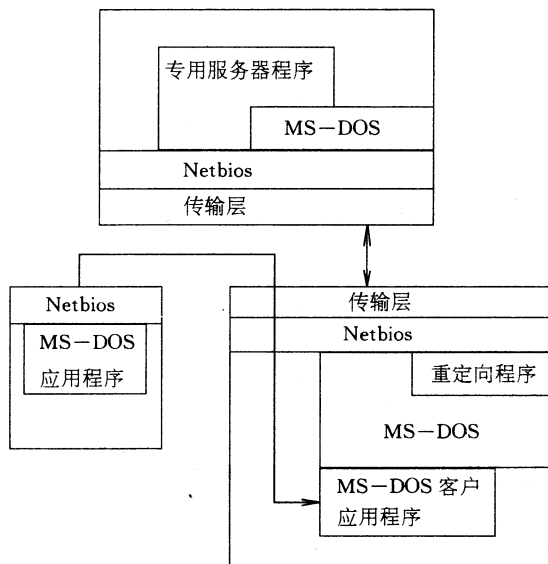 专用服务器程序
MS-DOS
Netbios
传输层
Netbios
MS-DOS
应用程序
传输层
Netbios
重定向程序
MS-DOS
MS-DOS 客户
应用程序